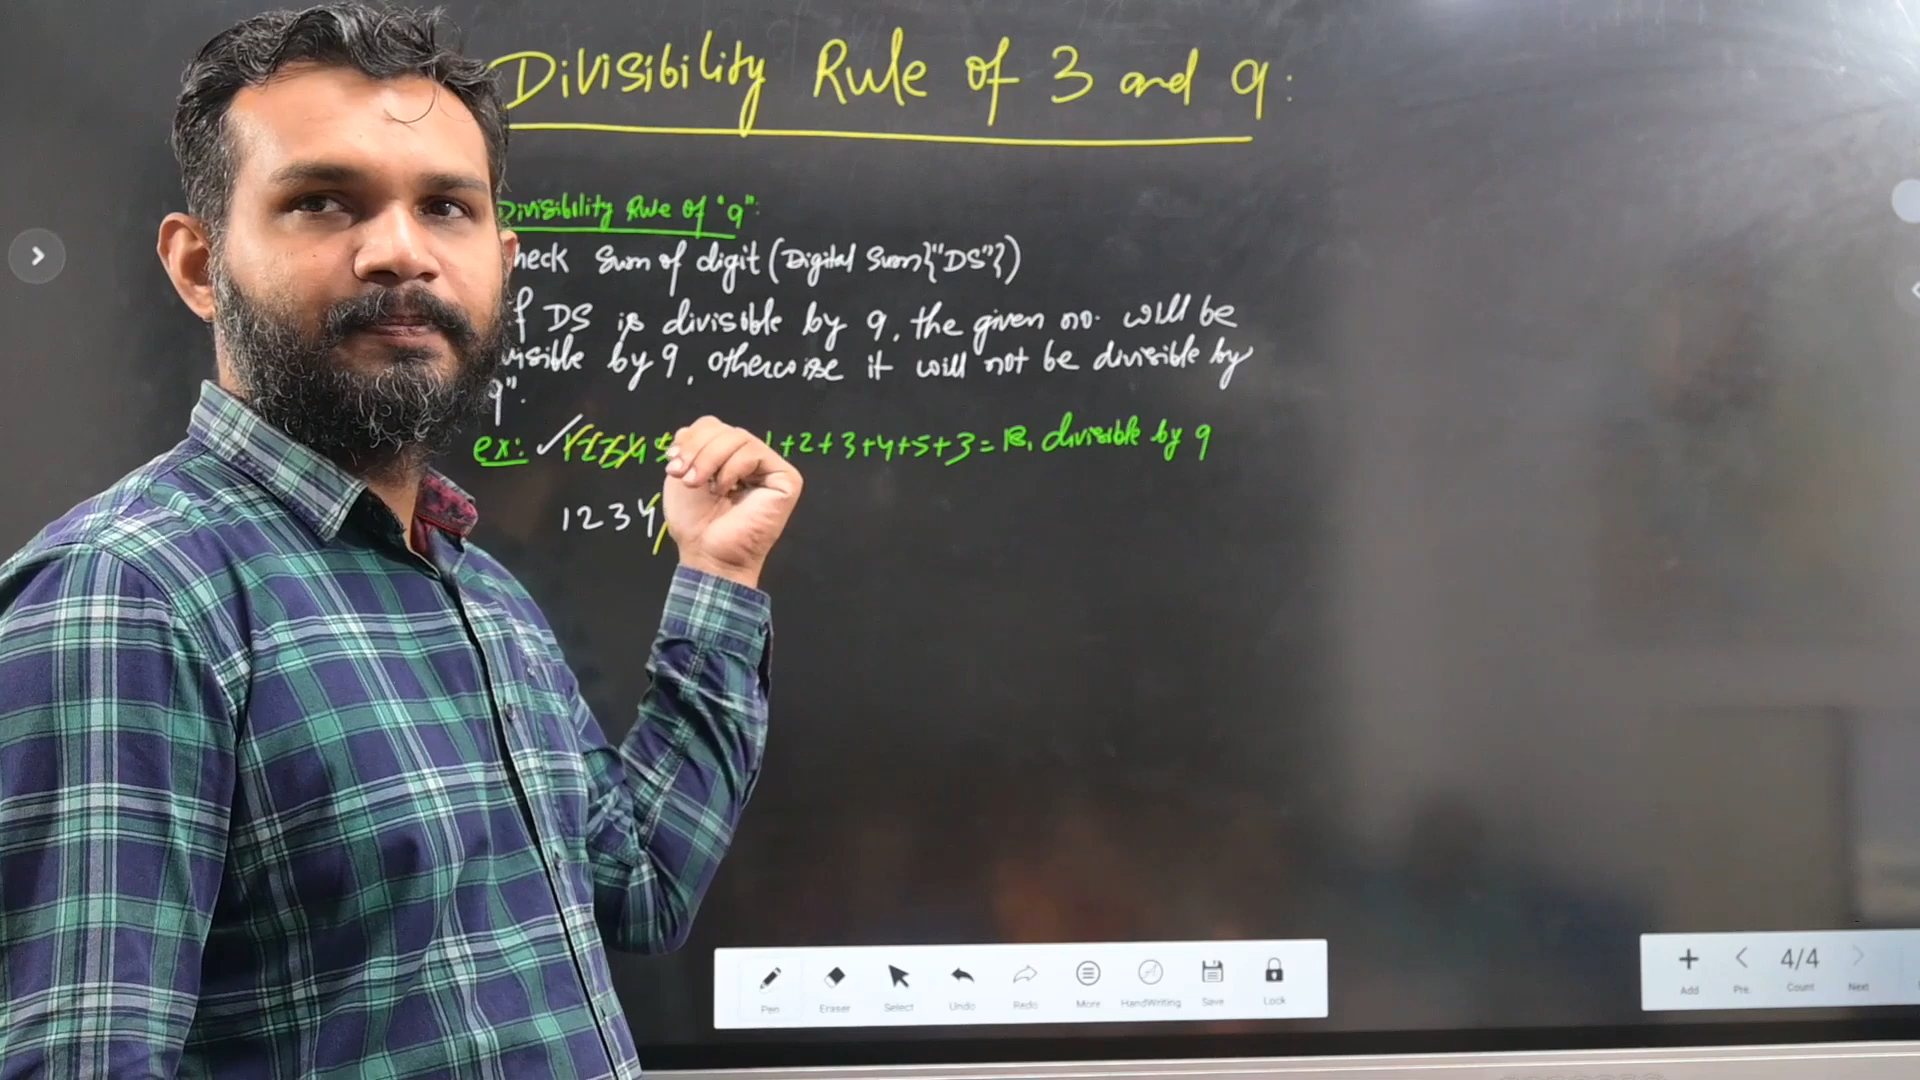 Divisibility Rule of 3 and 9:
Divisibility Rule of "9":
heck Sum of digit (Digital Sum{"DS"})
f DS is divisible by 9, the given no. will be
visible by 9, otherwise it will not be divisible by
9".
ex: 12345 1+2+3+4+5+3=18, divisible by 9
1234
Pen
Eraser
Select
Undo
Redo
More
HandWriting
Save
Lock
Add
Pre
4/4
Count
Next